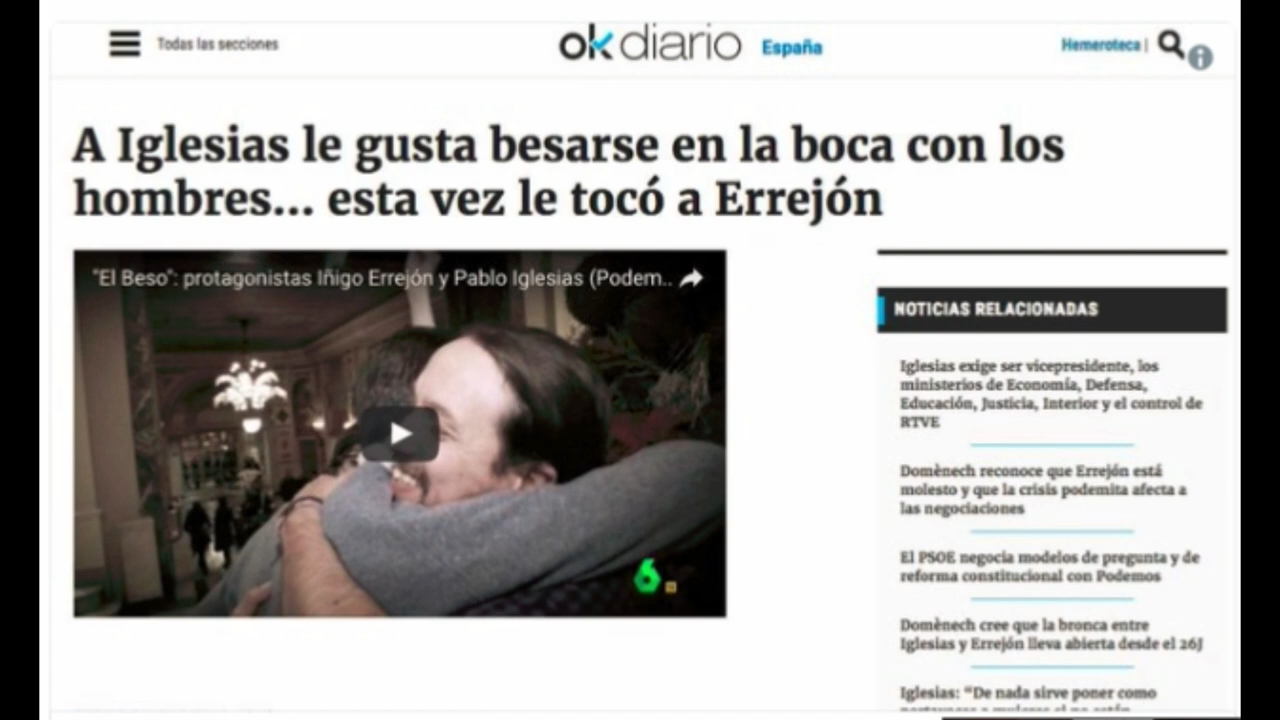 Todas las secciones
okdiario España
Hemeroteca |
A Iglesias le gusta besarse en la boca con los
hombres... esta vez le tocó a Errejón
"El Beso": protagonistas Iñigo Errejón y Pablo Iglesias (Podem..
6
NOTICIAS RELACIONADAS
Iglesias exige ser vicepresidente, los
ministerios de Economía, Defensa,
Educación, Justicia, Interior y el control de
RTVE
Domènech reconoce que Errejón está
molesto y que la crisis podemita afecta a
las negociaciones
El PSOE negocia modelos de pregunta y de
reforma constitucional con Podemos
Domènech cree que la bronca entre
Iglesias y Errejón lleva abierta desde el 26J
Iglesias: "De nada sirve poner como